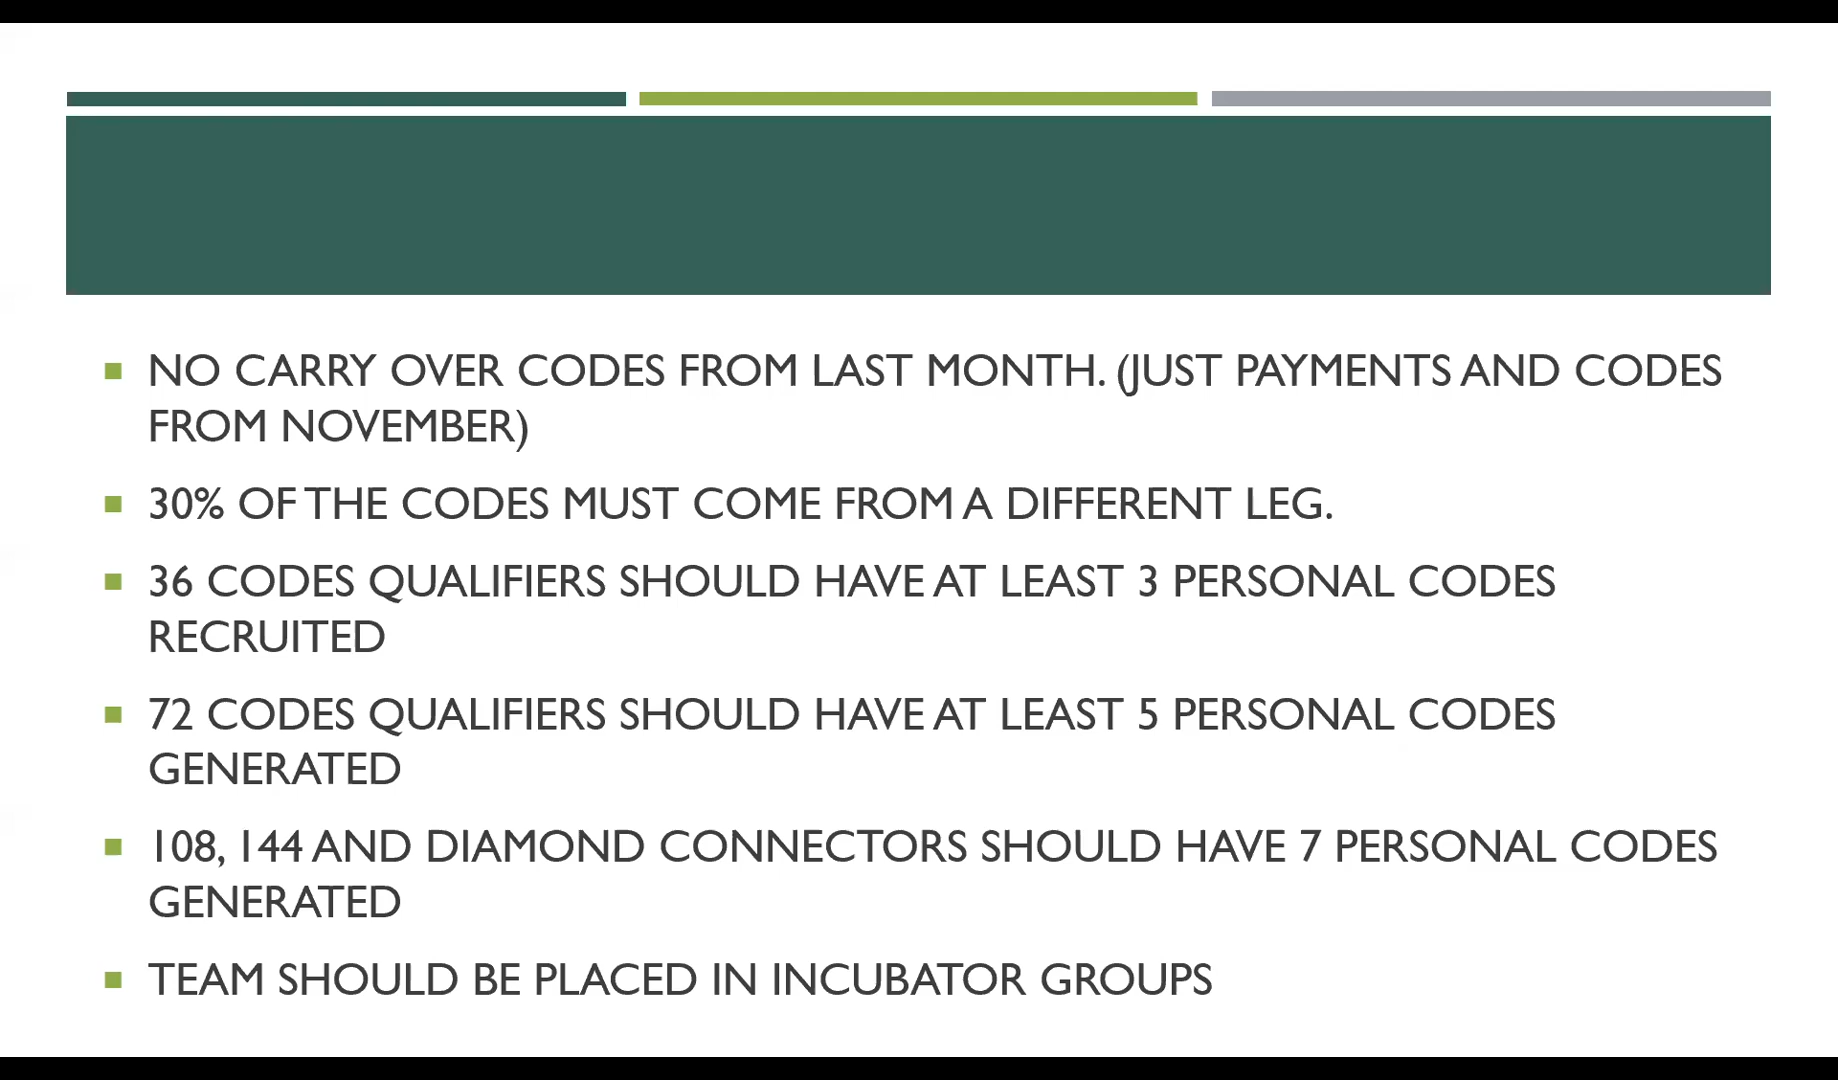 NO CARRY OVER CODES FROM LAST MONTH. (JUST PAYMENTS AND CODES
FROM NOVEMBER)
30% OF THE CODES MUST COME FROM A DIFFERENT LEG.
36 CODES QUALIFIERS SHOULD HAVE AT LEAST 3 PERSONAL CODES
RECRUITED
72 CODES QUALIFIERS SHOULD HAVE AT LEAST 5 PERSONAL CODES
GENERATED
108, 144 AND DIAMOND CONNECTORS SHOULD HAVE 7 PERSONAL CODES
GENERATED
TEAM SHOULD BE PLACED IN INCUBATOR GROUPS